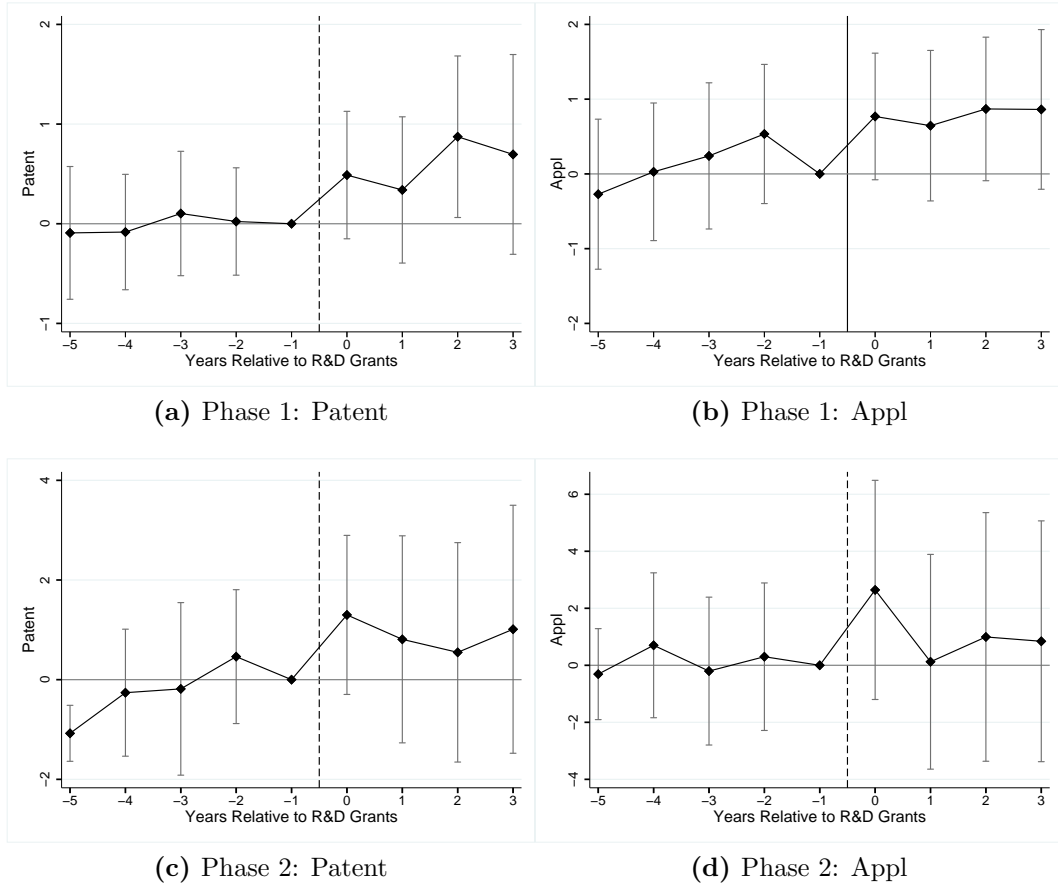 2
1
0
−1
Patent
−5 −4 −3 −2 −1 0 1 2 3
Years Relative to R&D Grants
(a) Phase 1: Patent
2
1
0
−1
−2
Appl
−5 −4 −3 −2 −1 0 1 2 3
Years Relative to R&D Grants
(b) Phase 1: Appl
4
2
0
−2
Patent
−5 −4 −3 −2 −1 0 1 2 3
Years Relative to R&D Grants
(c) Phase 2: Patent
6
4
2
0
−2
−4
Appl
−5 −4 −3 −2 −1 0 1 2 3
Years Relative to R&D Grants
(d) Phase 2: Appl